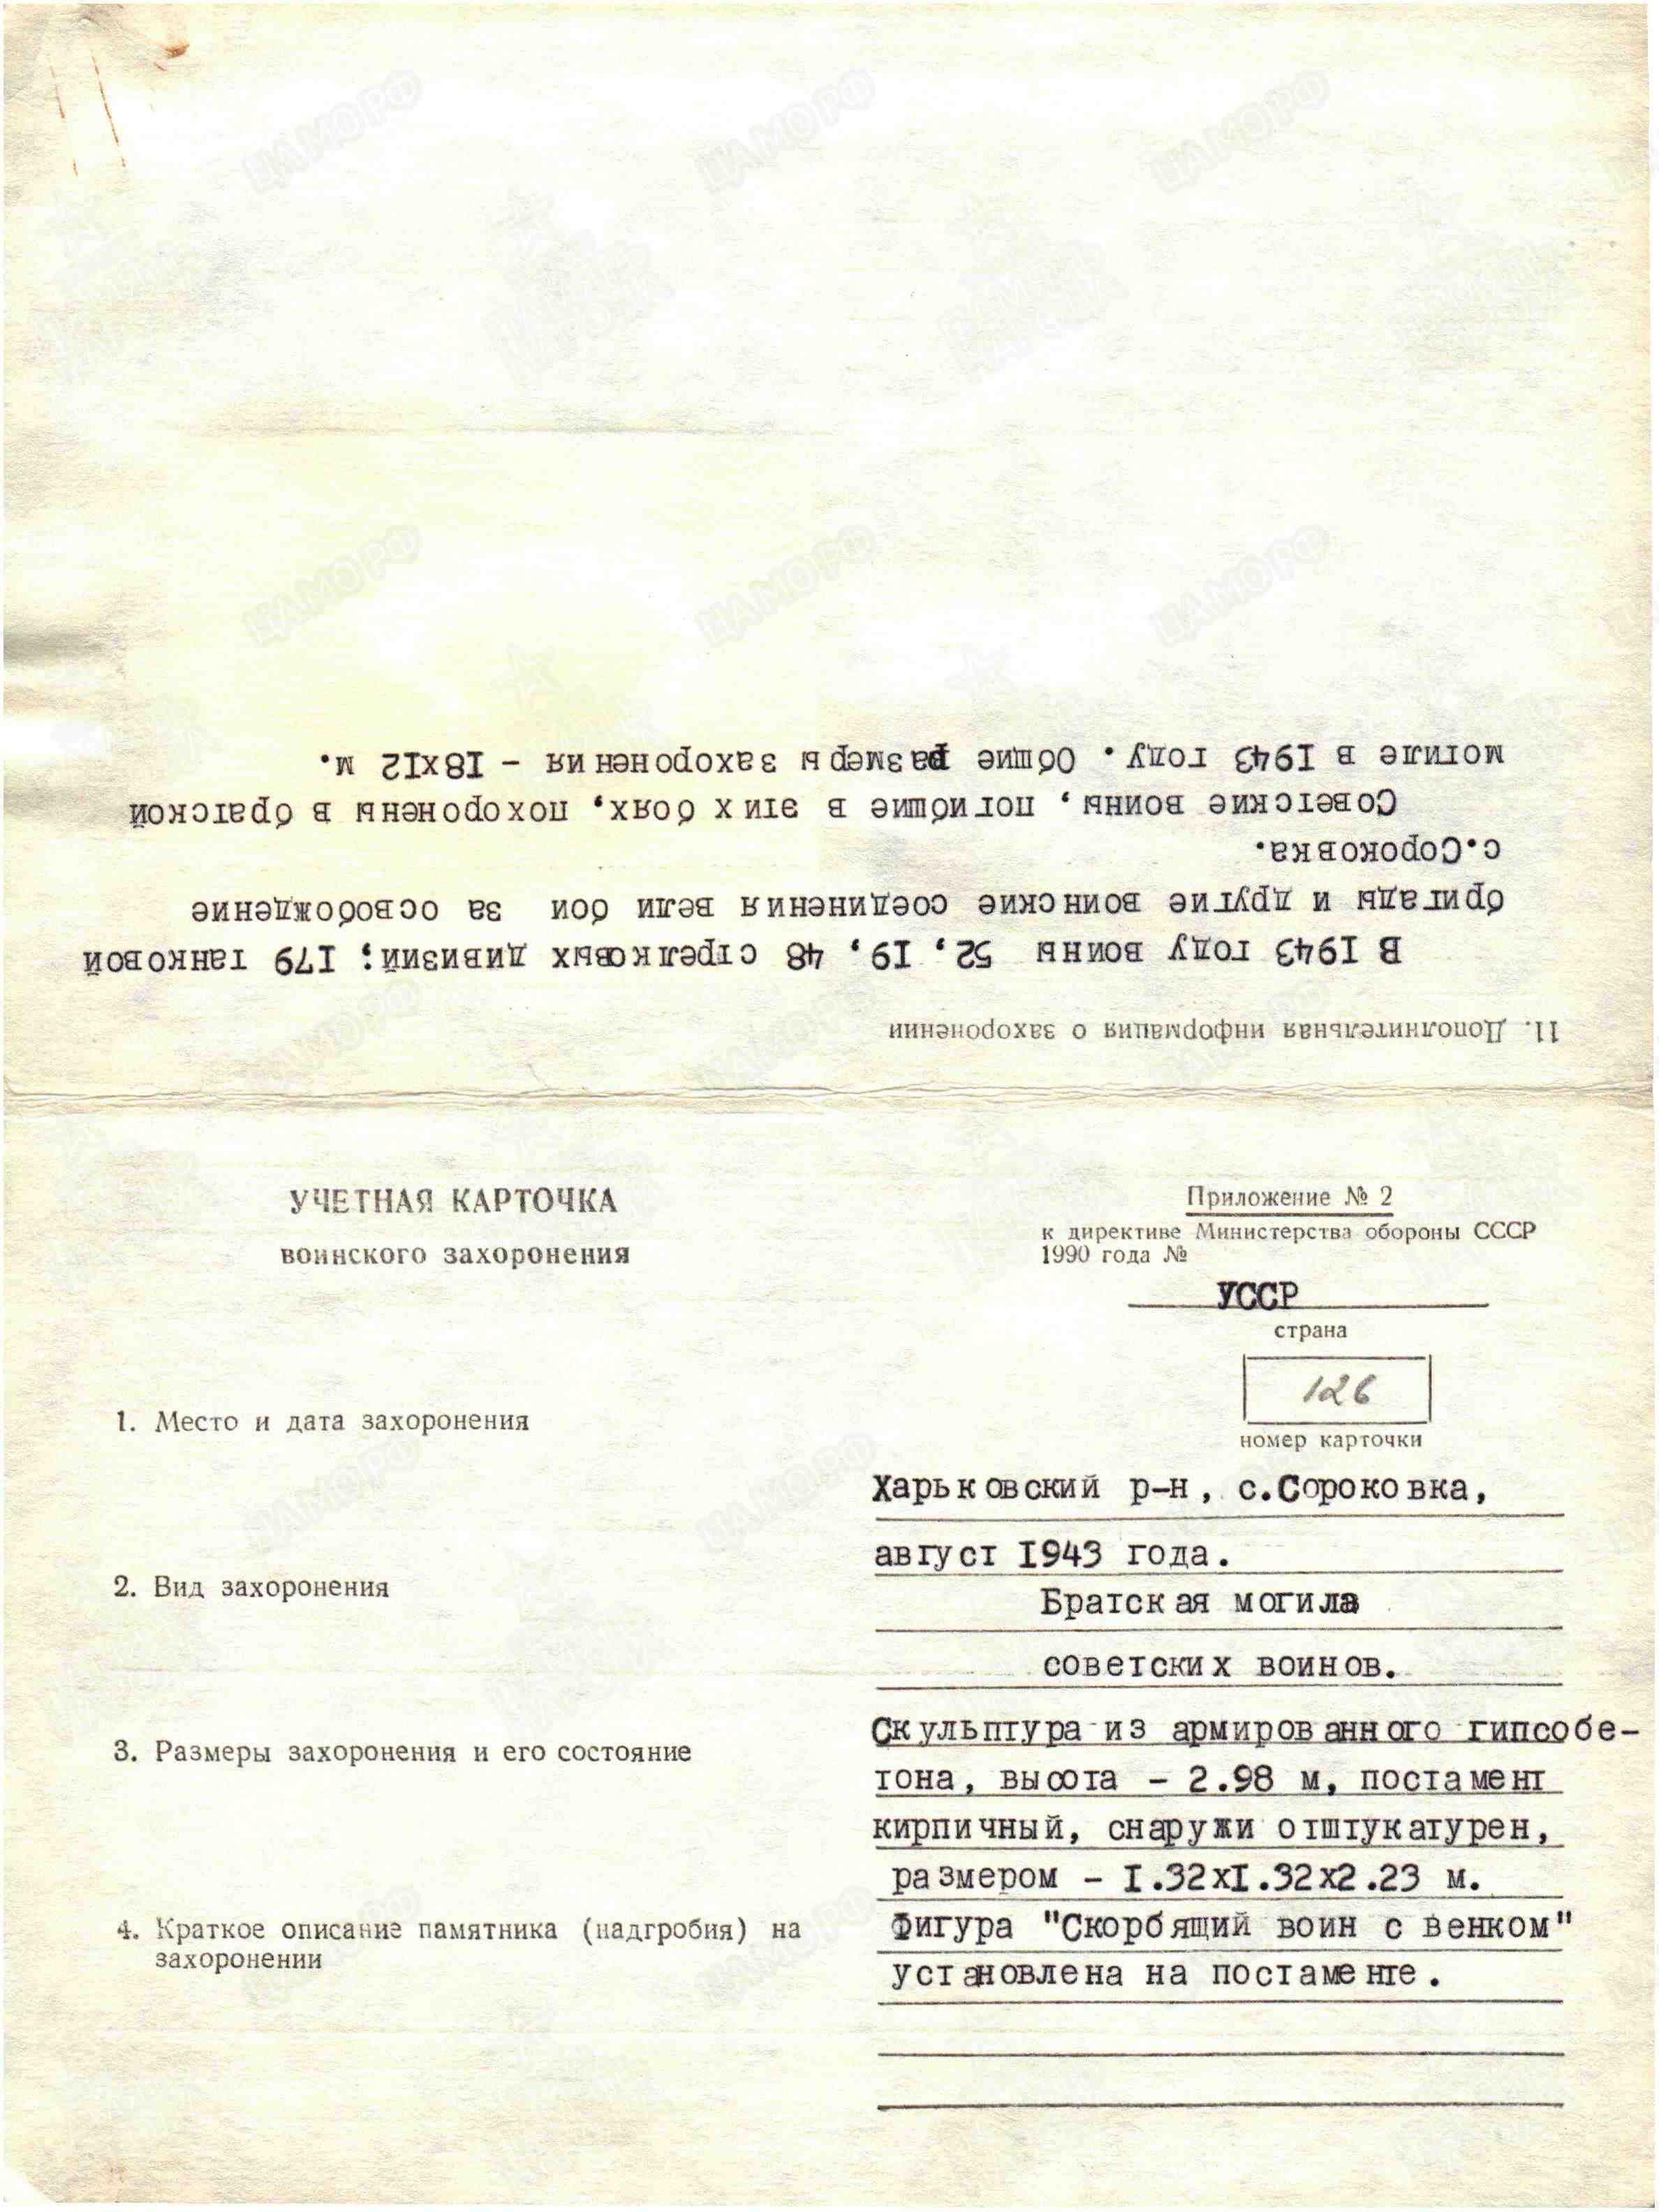 УЧЕТНАЯ КАРТОЧКА
воинского захоронения
Приложение № 2
к директиве Министерства обороны СССР
1990 года №
УССР
страна
126
номер карточки
1. Место и дата захоронения
Харьковский р-н, с.Сороковка,
август 1943 года.
2. Вид захоронения
Братская могила
советских воинов.
3. Размеры захоронения и его состояние
Скульптура из армированного гипсобе-
тона, высота - 2.98 м, постамент
кирпичный, снаружи отштукатурен,
размером - 1.32х1.32х2.23 м.
4. Краткое описание памятника (надгробия) на
захоронении
Фигура "Скорбящий воин с венком"
установлена на постаменте.
11. Дополнительная информация о захоронении
В 1943 году воины 52, 19, 48 стрелковых дивизий; 179 танковой
бригады и другие воинские соединения вели бои за освобождение
с.Сороковка.
Советские воины, погибшие в этих боях, похоронены в братской
могиле в 1943 году. Общие размеры захоронения - 18х12 м.
ЦАМО РФ